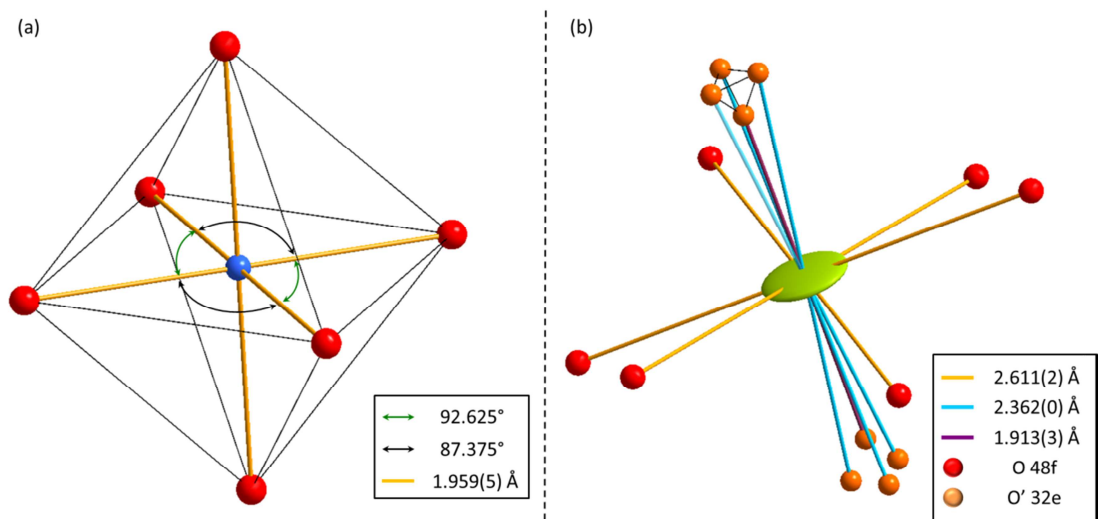 (a)
92.625°
87.375°
1.959(5) Å
(b)
2.611(2) Å
2.362(0) Å
1.913(3) Å
O 48f
O' 32e